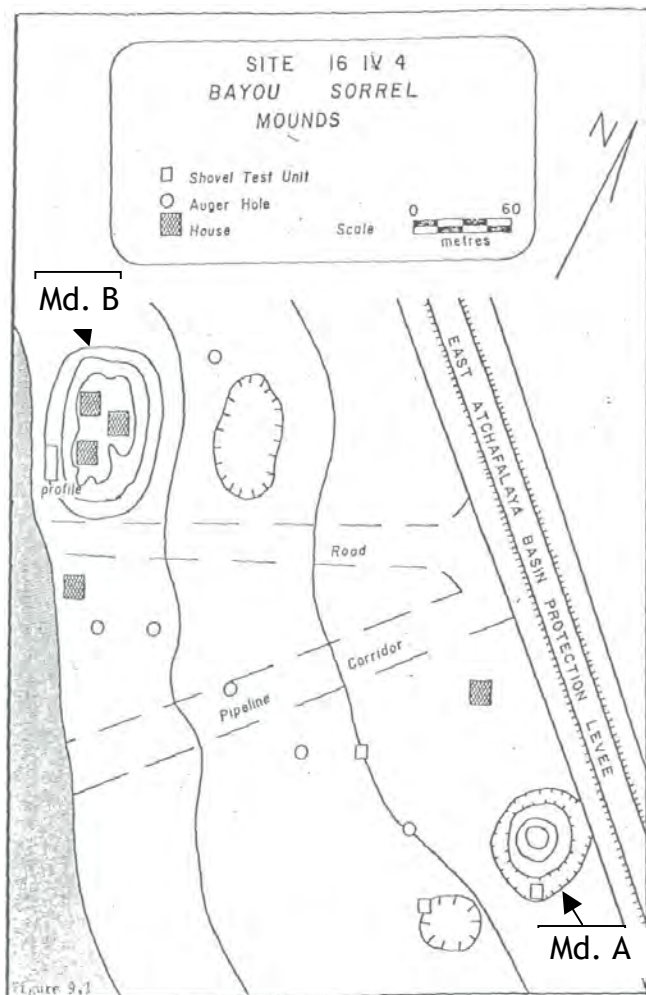 SITE 16 IV 4
BAYOU SORREL
MOUNDS
Shovel Test Unit
Auger Hole
House
Scale
0 60
metres
N
Md. B
profile
Road
Pipeline Corridor
EAST ATCHAFALAYA BASIN PROTECTION LEVEE
Md. A
Figure 9.1